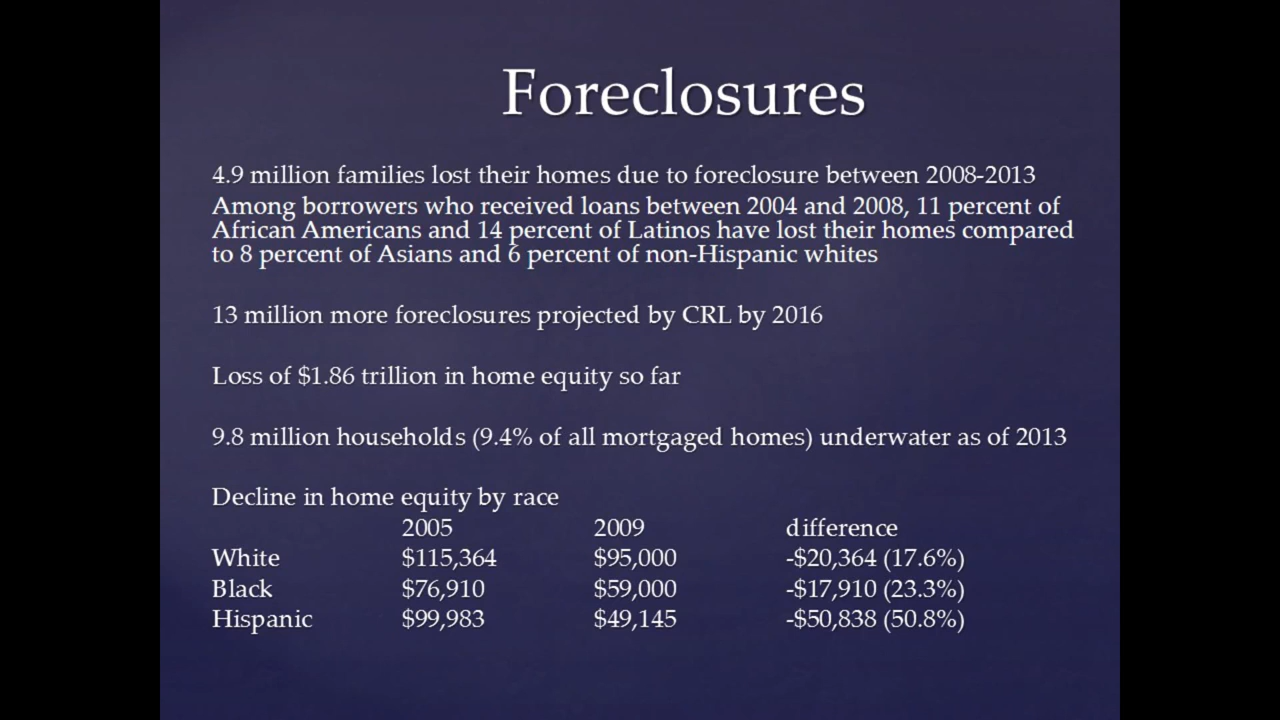 Foreclosures
4.9 million families lost their homes due to foreclosure between 2008-2013
Among borrowers who received loans between 2004 and 2008, 11 percent of
African Americans and 14 percent of Latinos have lost their homes compared
to 8 percent of Asians and 6 percent of non-Hispanic whites
13 million more foreclosures projected by CRL by 2016
Loss of $1.86 trillion in home equity so far
9.8 million households (9.4% of all mortgaged homes) underwater as of 2013
Decline in home equity by race
2005 2009 difference
White $115,364 $95,000 -$20,364 (17.6%)
Black $76,910 $59,000 -$17,910 (23.3%)
Hispanic $99,983 $49,145 -$50,838 (50.8%)